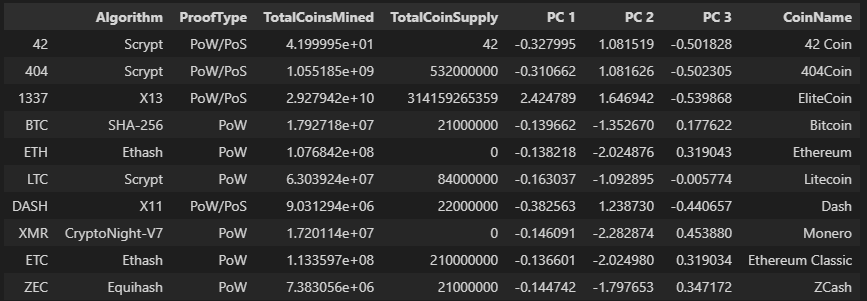 Algorithm ProofType TotalCoinsMined TotalCoinSupply PC 1 PC 2 PC 3 CoinName
42 Scrypt PoW/PoS 4.199995e+01 42 -0.327995 1.081519 -0.501828 42 Coin
404 Scrypt PoW/PoS 1.055185e+09 532000000 -0.310662 1.081626 -0.502305 404Coin
1337 X13 PoW/PoS 2.927942e+10 314159265359 2.424789 1.646942 -0.539868 EliteCoin
BTC SHA-256 PoW 1.792718e+07 21000000 -0.139662 -1.352670 0.177622 Bitcoin
ETH Ethash PoW 1.076842e+08 0 -0.138218 -2.024876 0.319043 Ethereum
LTC Scrypt PoW 6.303924e+07 84000000 -0.163037 -1.092895 -0.005774 Litecoin
DASH X11 PoW/PoS 9.031294e+06 22000000 -0.382563 1.238730 -0.440657 Dash
XMR CryptoNight-V7 PoW 1.720114e+07 0 -0.146091 -2.282874 0.453880 Monero
ETC Ethash PoW 1.133597e+08 210000000 -0.136601 -2.024980 0.319034 Ethereum Classic
ZEC Equihash PoW 7.383056e+06 21000000 -0.144742 -1.797653 0.347172 ZCash